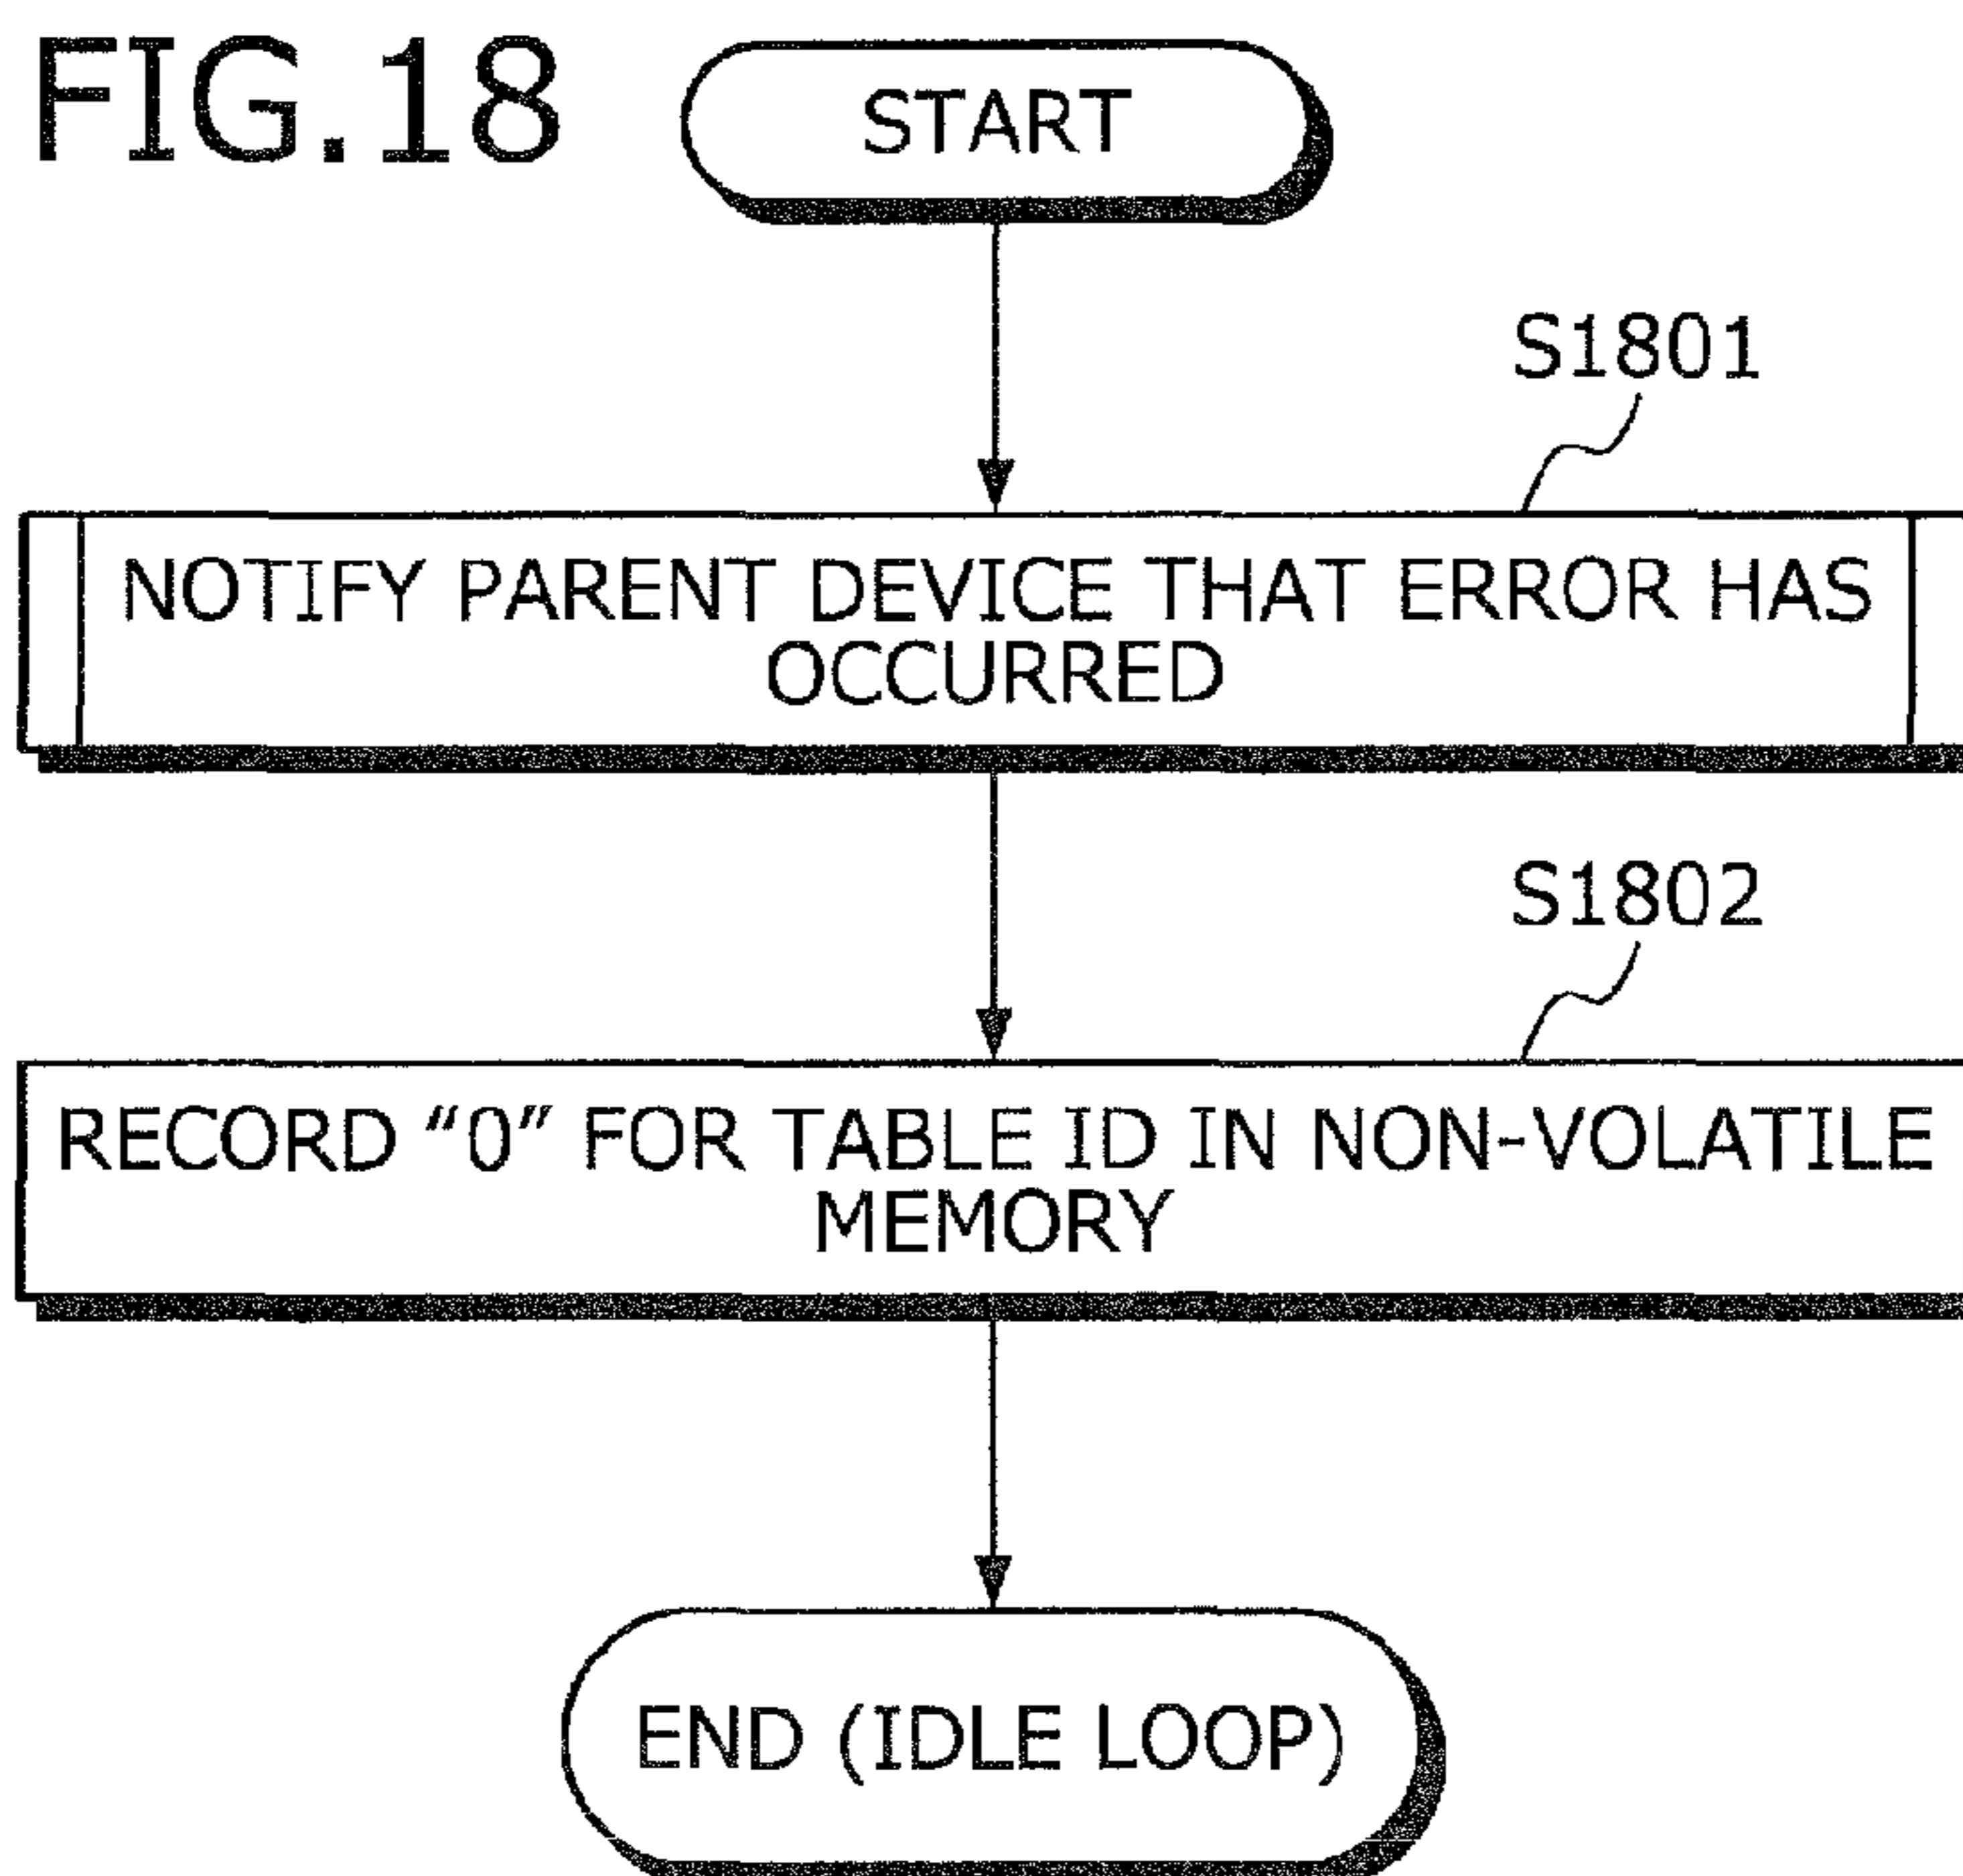 FIG.18
START
S1801
NOTIFY PARENT DEVICE THAT ERROR HAS
OCCURRED
S1802
RECORD “0” FOR TABLE ID IN NON-VOLATILE
MEMORY
END (IDLE LOOP)